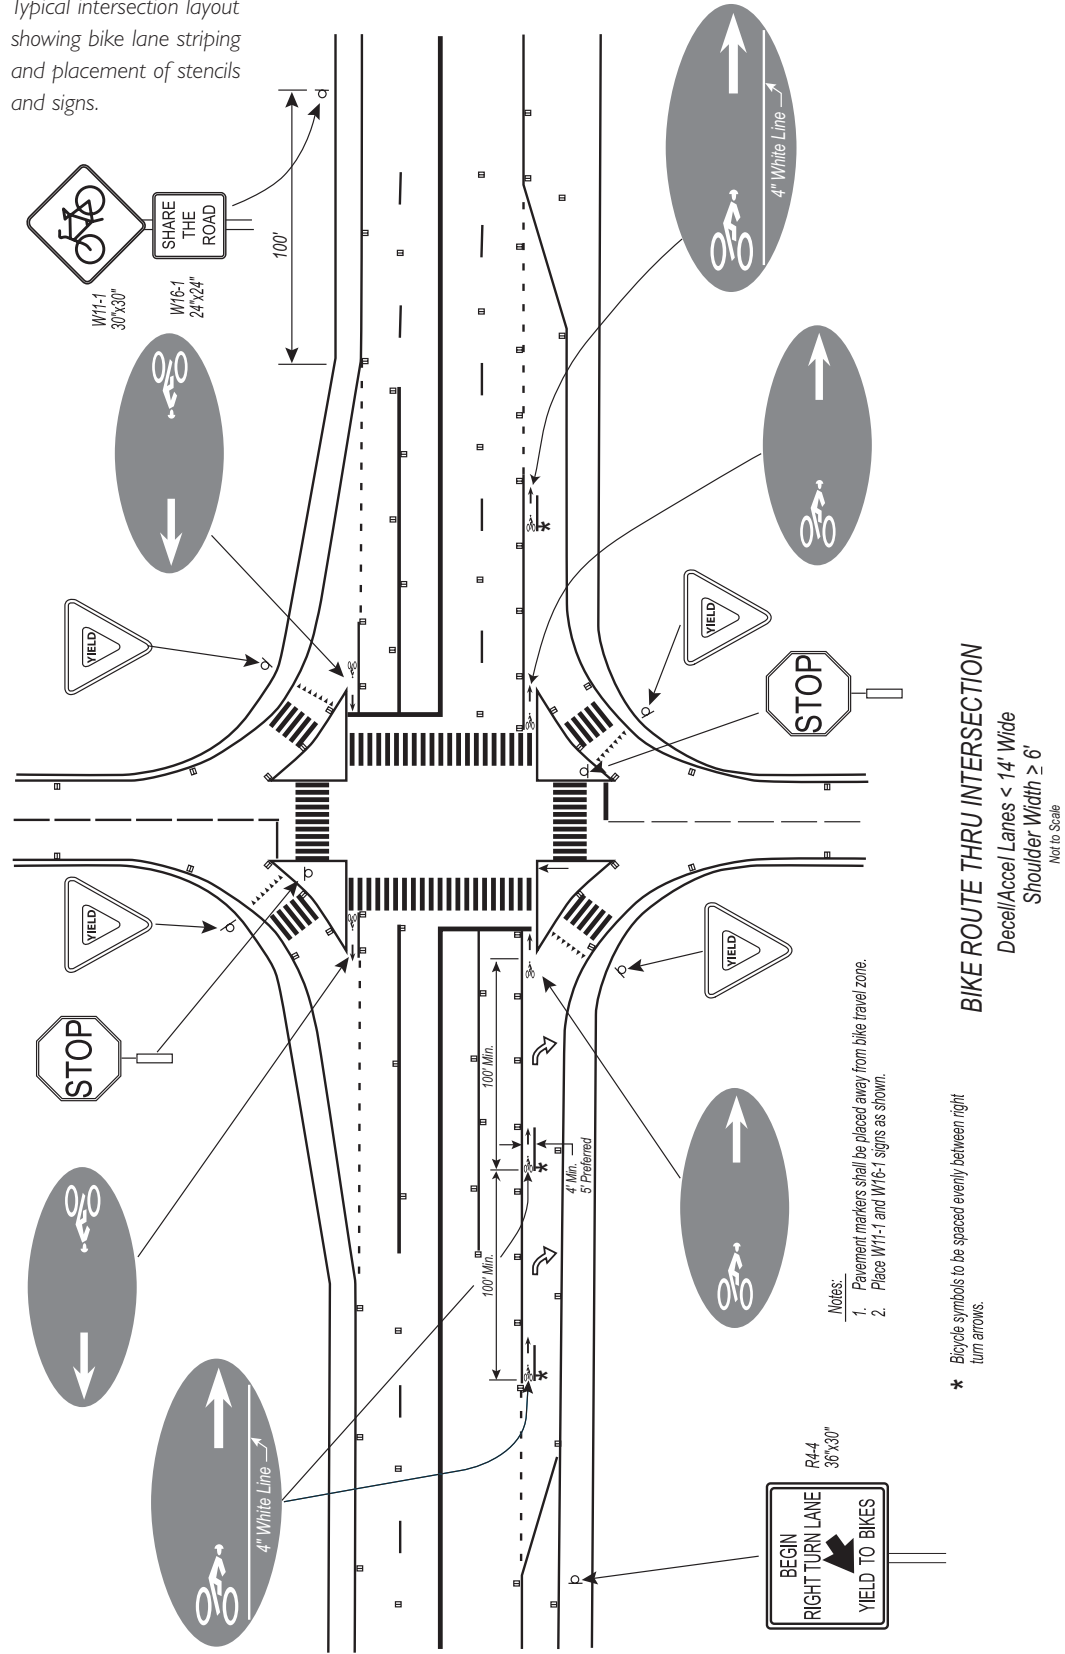 Typical intersection layout
showing bike lane striping
and placement of stencils
and signs.
W11-1
30"x30"
SHARE
THE
ROAD
W16-1
24"x24"
100'
4" White Line
YIELD
YIELD
STOP
YIELD
STOP
YIELD
100' Min.
100' Min.
4' Min.
5' Preferred
4" White Line
*
*
*
BEGIN
RIGHT TURN LANE
YIELD TO BIKES
R4-4
36"x30"
Notes:
1. Pavement markers shall be placed away from bike travel zone.
2. Place W11-1 and W16-1 signs as shown.
* Bicycle symbols to be spaced evenly between right
turn arrows.
BIKE ROUTE THRU INTERSECTION
Decel/Accel Lanes < 14' Wide
Shoulder Width ≥ 6'
Not to Scale